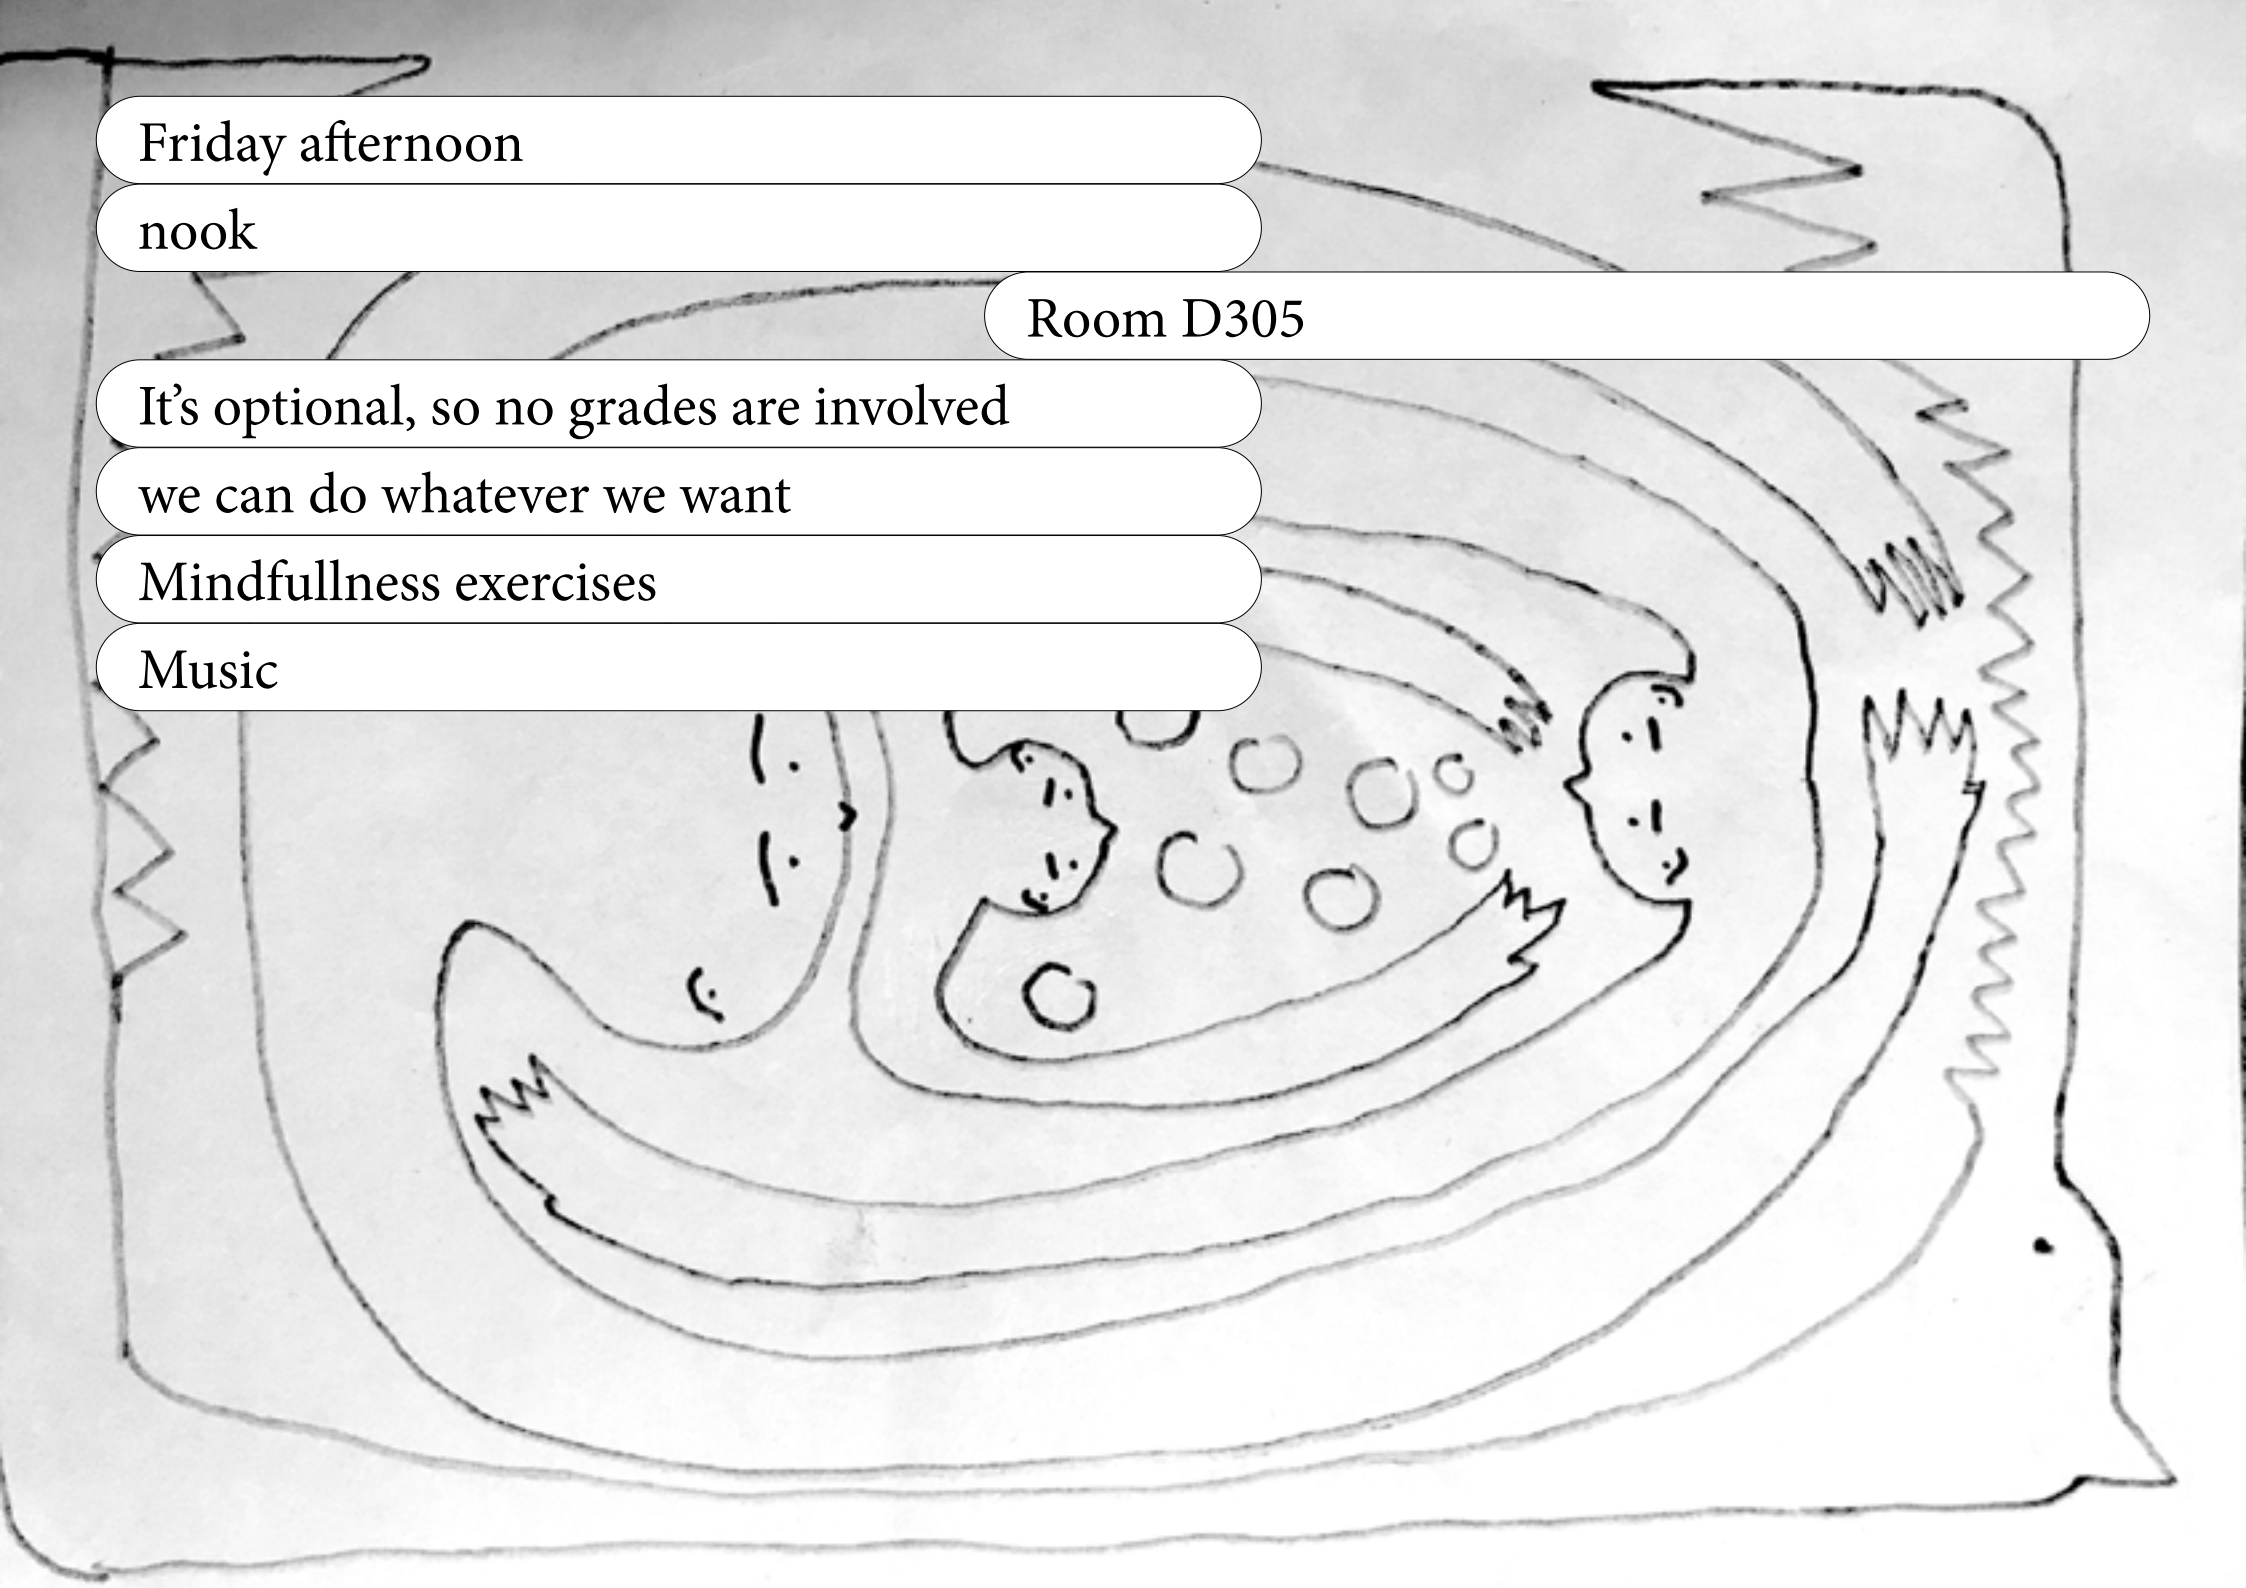 Friday afternoon
nook
Room D305
It’s optional, so no grades are involved
we can do whatever we want
Mindfullness exercises
Music